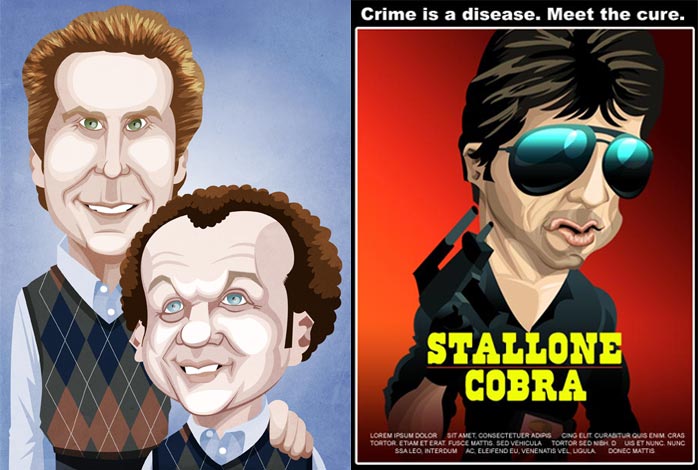 Crime is a disease. Meet the cure.
STALLONE
COBRA
LOREM IPSUM DOLOR SIT AMET, CONSECTETUER ADIPIS CING ELIT. CURABITUR QUIS ENIM. CRAS
TORTOR. ETIAM ET ERAT. FUSCE MATTIS. SED VEHICULA TORTOR SED NIBH. D UIS ET NUNC. NUNC
SSA LEO, INTERDUM AC, ELEIFEND EU, VENENATIS VEL, LIGULA. DONEC MATTIS